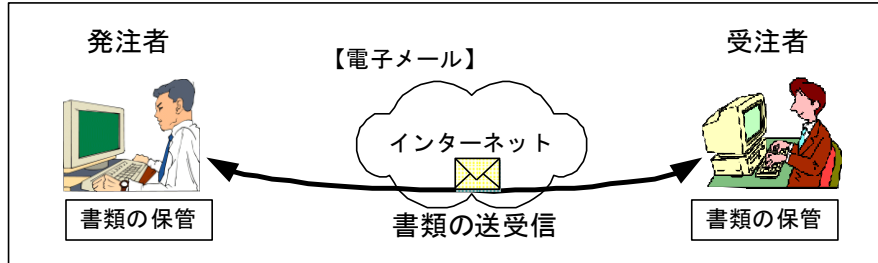 発注者
受注者
【電子メール】
インターネット
書類の送受信
書類の保管
書類の保管